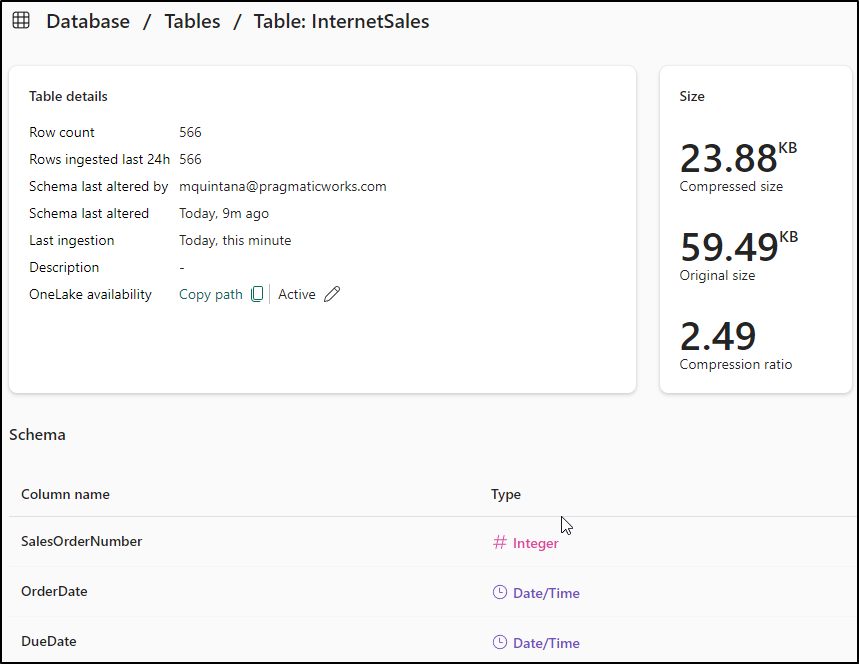 Database / Tables / Table: InternetSales
Table details
Row count 566
Rows ingested last 24h 566
Schema last altered by mquintana@pragmaticworks.com
Schema last altered Today, 9m ago
Last ingestion Today, this minute
Description -
OneLake availability Copy path Active
Size
23.88 KB
Compressed size
59.49 KB
Original size
2.49
Compression ratio
Schema
Column name Type
SalesOrderNumber # Integer
OrderDate Date/Time
DueDate Date/Time